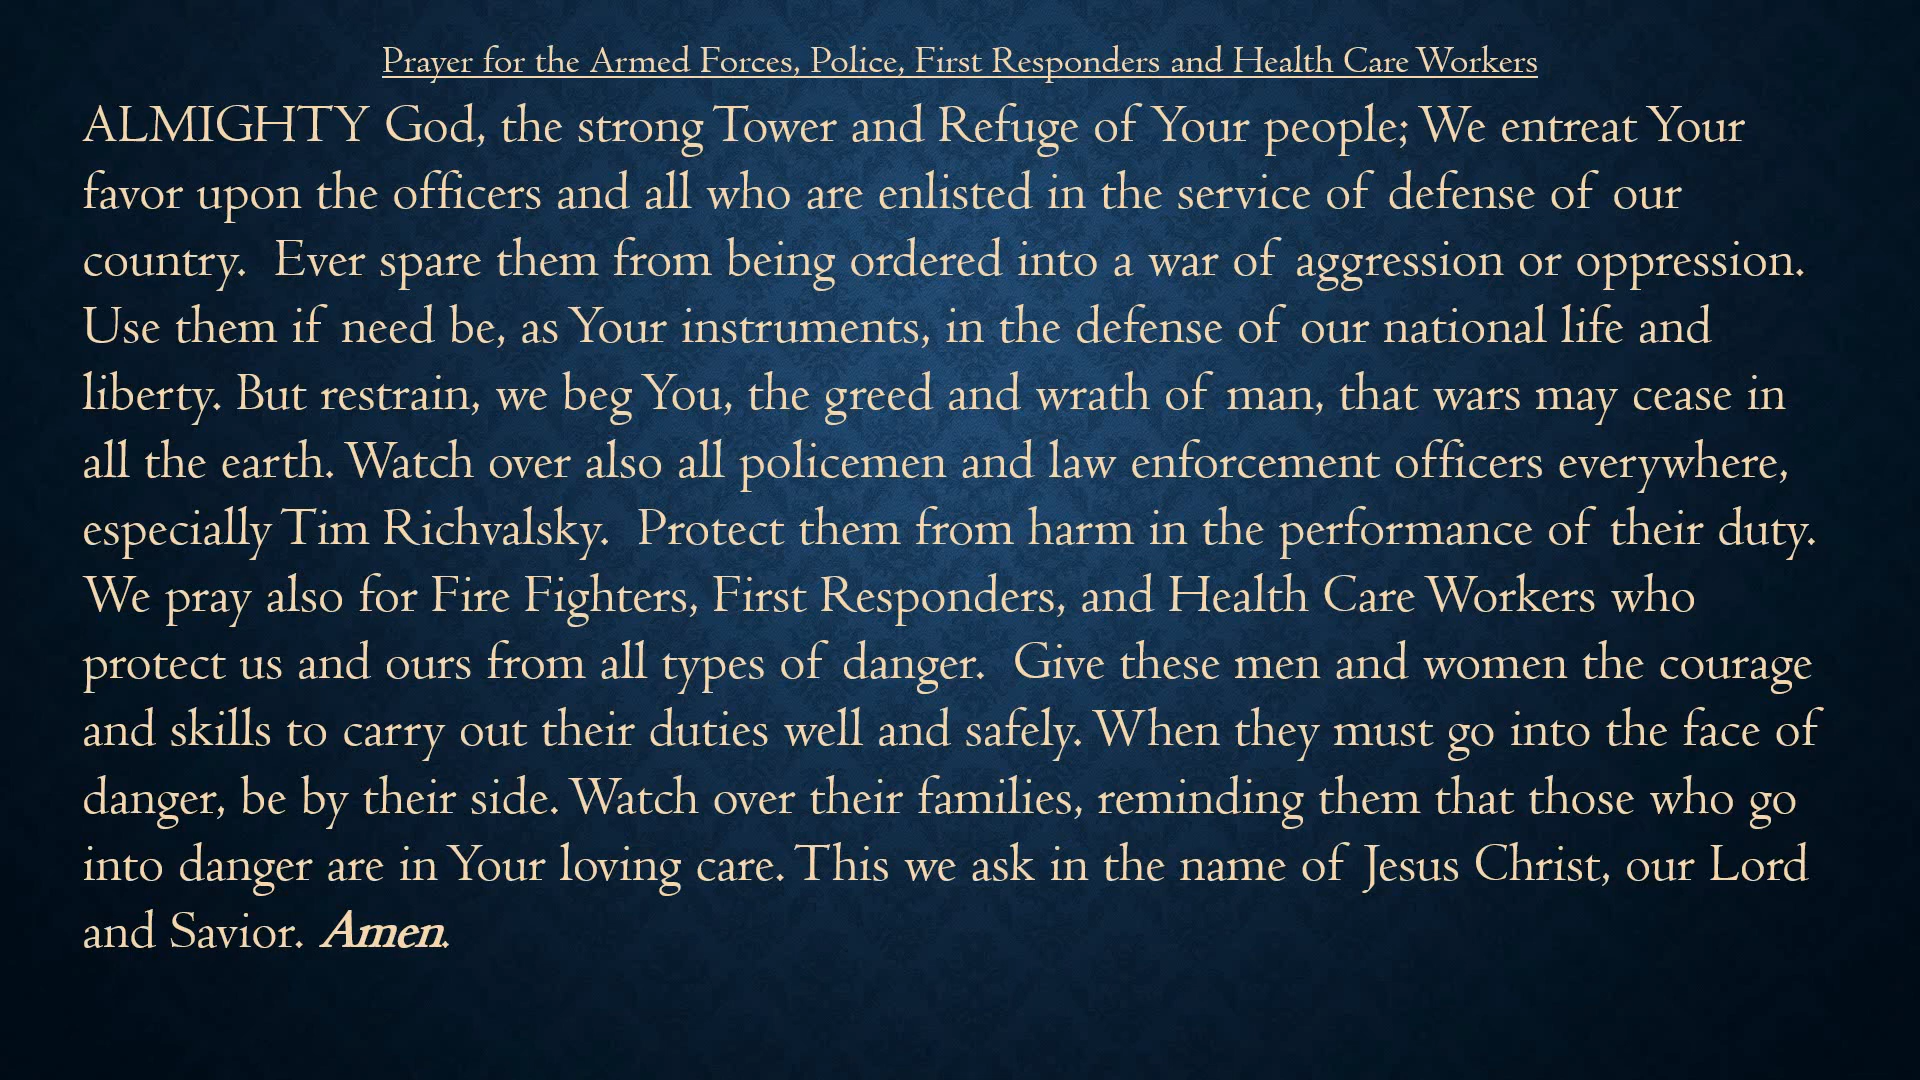 Prayer for the Armed Forces, Police, First Responders and Health Care Workers
ALMIGHTY God, the strong Tower and Refuge of Your people; We entreat Your
favor upon the officers and all who are enlisted in the service of defense of our
country.  Ever spare them from being ordered into a war of aggression or oppression.
Use them if need be, as Your instruments, in the defense of our national life and
liberty. But restrain, we beg You, the greed and wrath of man, that wars may cease in
all the earth. Watch over also all policemen and law enforcement officers everywhere,
especially Tim Richvalsky.  Protect them from harm in the performance of their duty.
We pray also for Fire Fighters, First Responders, and Health Care Workers who
protect us and ours from all types of danger.  Give these men and women the courage
and skills to carry out their duties well and safely. When they must go into the face of
danger, be by their side. Watch over their families, reminding them that those who go
into danger are in Your loving care. This we ask in the name of Jesus Christ, our Lord
and Savior. Amen.